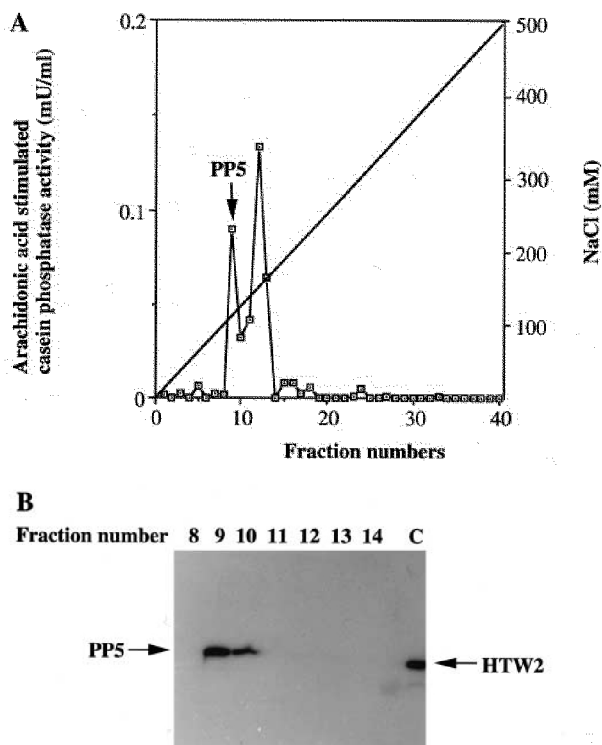 A
Arachidonic acid stimulated
casein phosphatase activity (mU/ml)
0.2
0.1
0
PP5
500
400
300
200
100
0
NaCl (mM)
0 10 20 30 40
Fraction numbers
B
Fraction number 8 9 10 11 12 13 14 C
PP5
HTW2